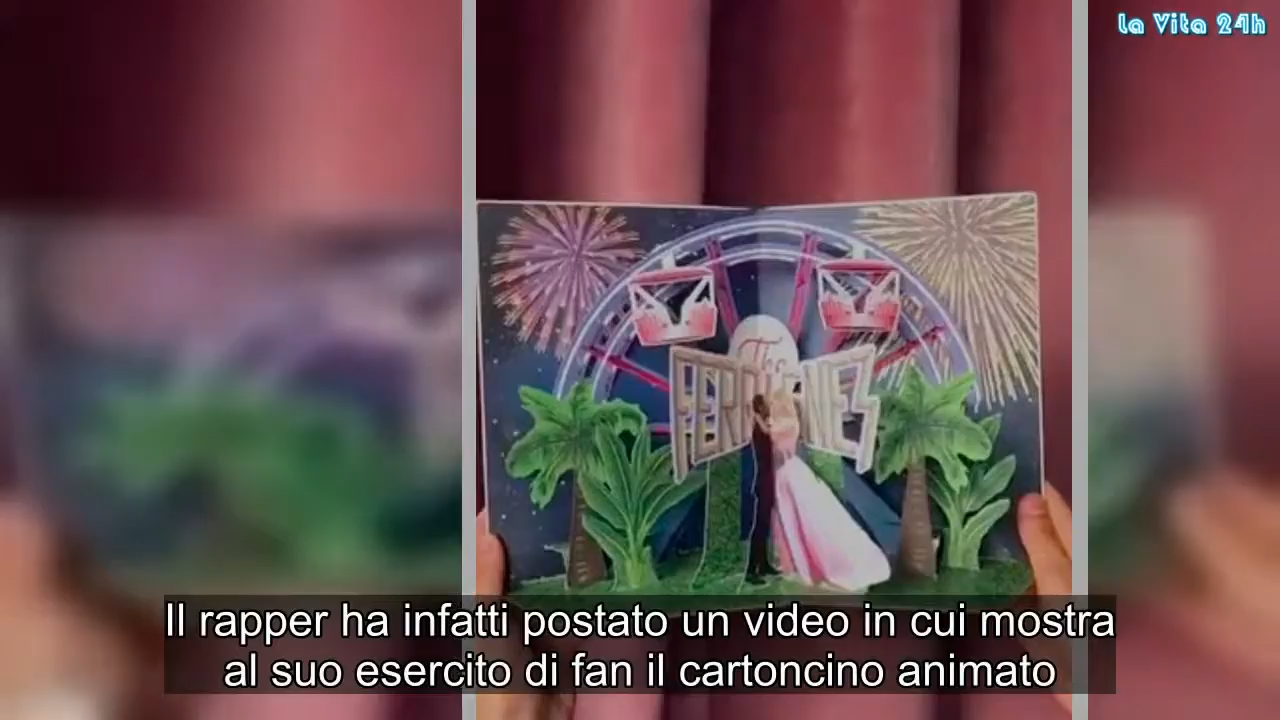 La Vita 24h
The
Il rapper ha infatti postato un video in cui mostra
al suo esercito di fan il cartoncino animato